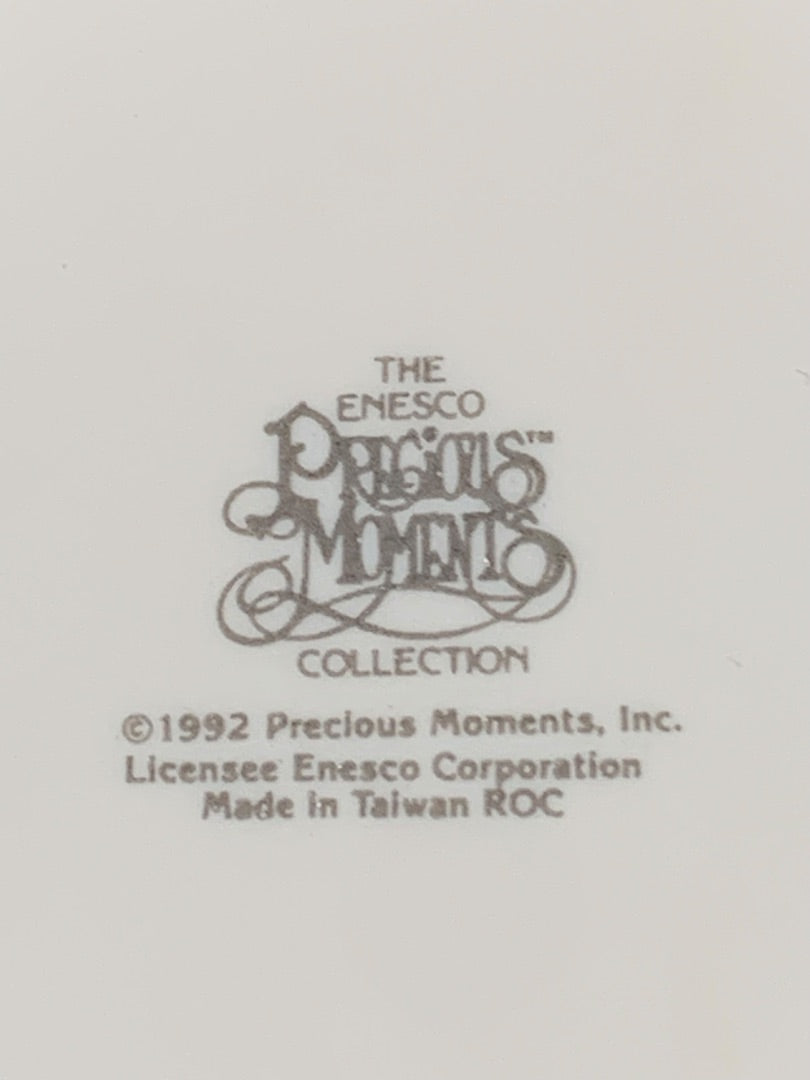 THE
ENESCO
PRECIOUS™
MOMENTS
COLLECTION
©1992 Precious Moments, Inc.
Licensee Enesco Corporation
Made in Taiwan ROC